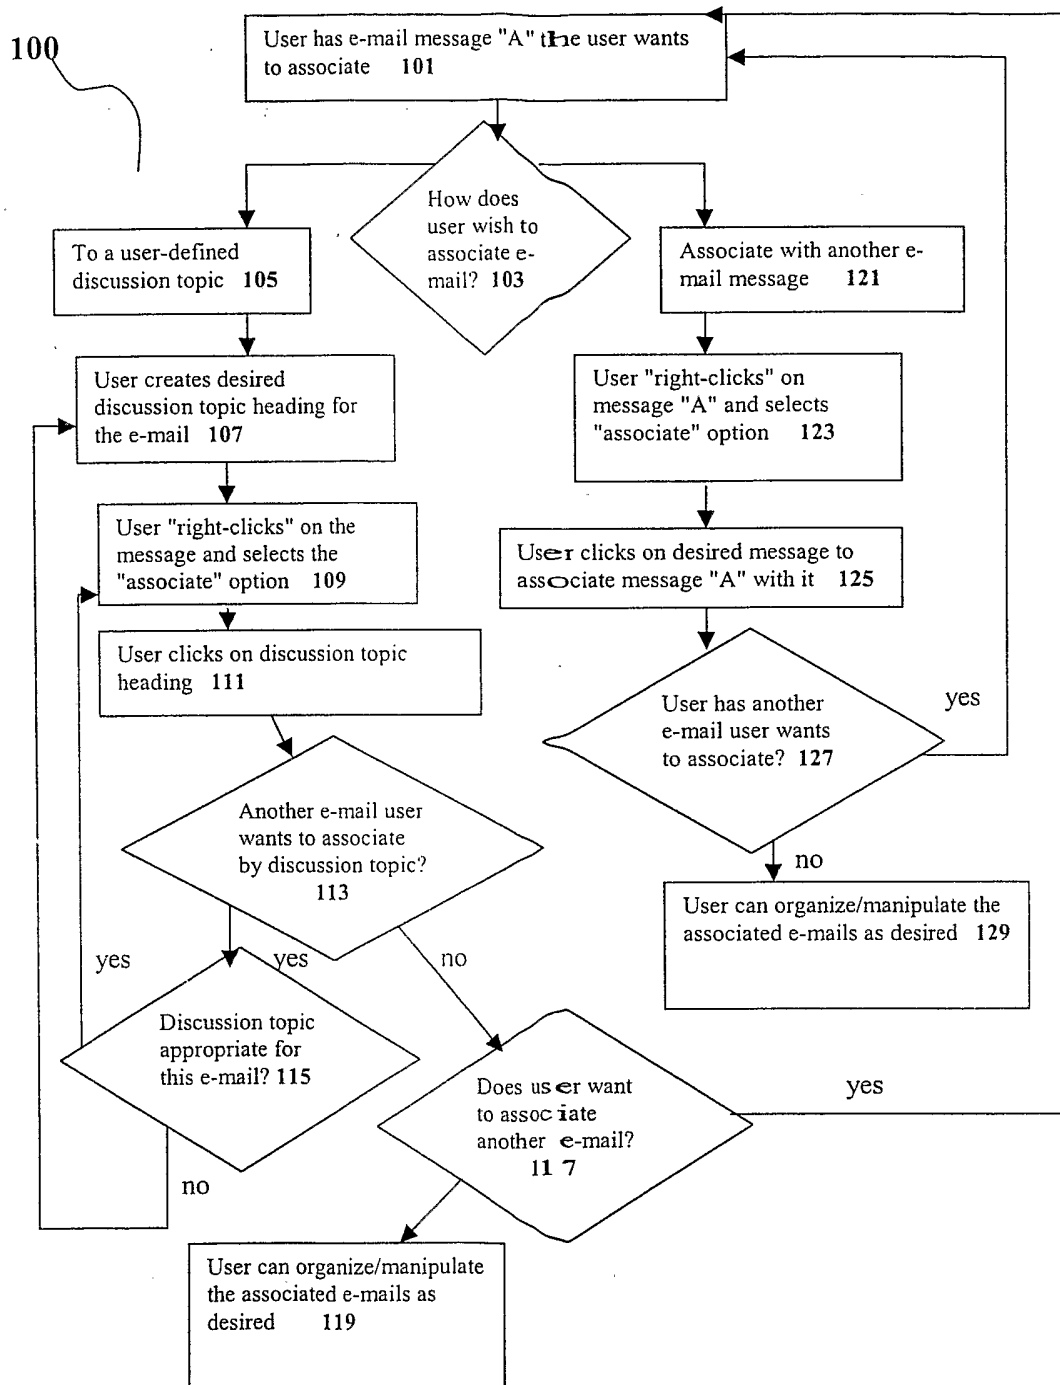 100
User has e-mail message "A" the user wants
to associate 101
How does
user wish to
associate e-
mail? 103
To a user-defined
discussion topic 105
Associate with another e-
mail message 121
User creates desired
discussion topic heading for
the e-mail 107
User "right-clicks" on
message "A" and selects
"associate" option 123
User "right-clicks" on the
message and selects the
"associate" option 109
User clicks on desired message to
associate message "A" with it 125
User clicks on discussion topic
heading 111
User has another
e-mail user wants
to associate? 127
yes
Another e-mail user
wants to associate
by discussion topic?
113
no
User can organize/manipulate the
associated e-mails as desired 129
yes
yes
no
Discussion topic
appropriate for
this e-mail? 115
Does user want
to associate
another e-mail?
11 7
yes
no
User can organize/manipulate
the associated e-mails as
desired 119